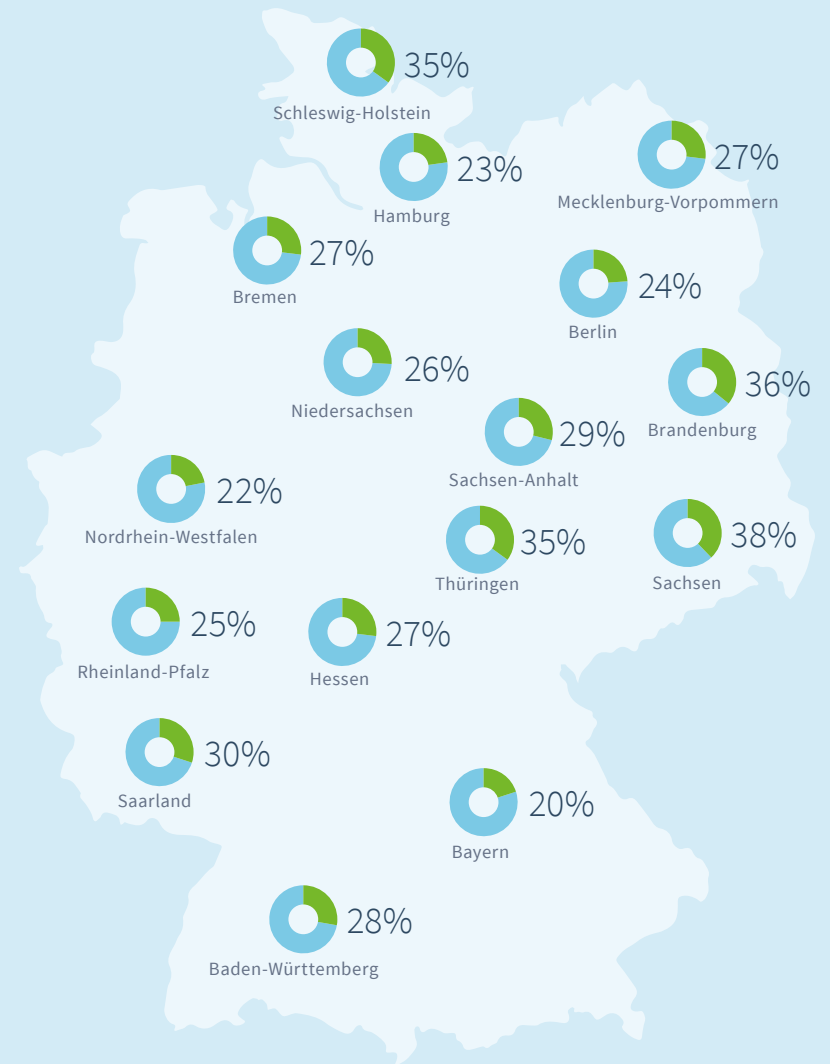 35%
Schleswig-Holstein
23%
Hamburg
27%
Mecklenburg-Vorpommern
27%
Bremen
24%
Berlin
26%
Niedersachsen
36%
Brandenburg
29%
Sachsen-Anhalt
22%
Nordrhein-Westfalen
35%
Thüringen
38%
Sachsen
25%
Rheinland-Pfalz
27%
Hessen
30%
Saarland
20%
Bayern
28%
Baden-Württemberg